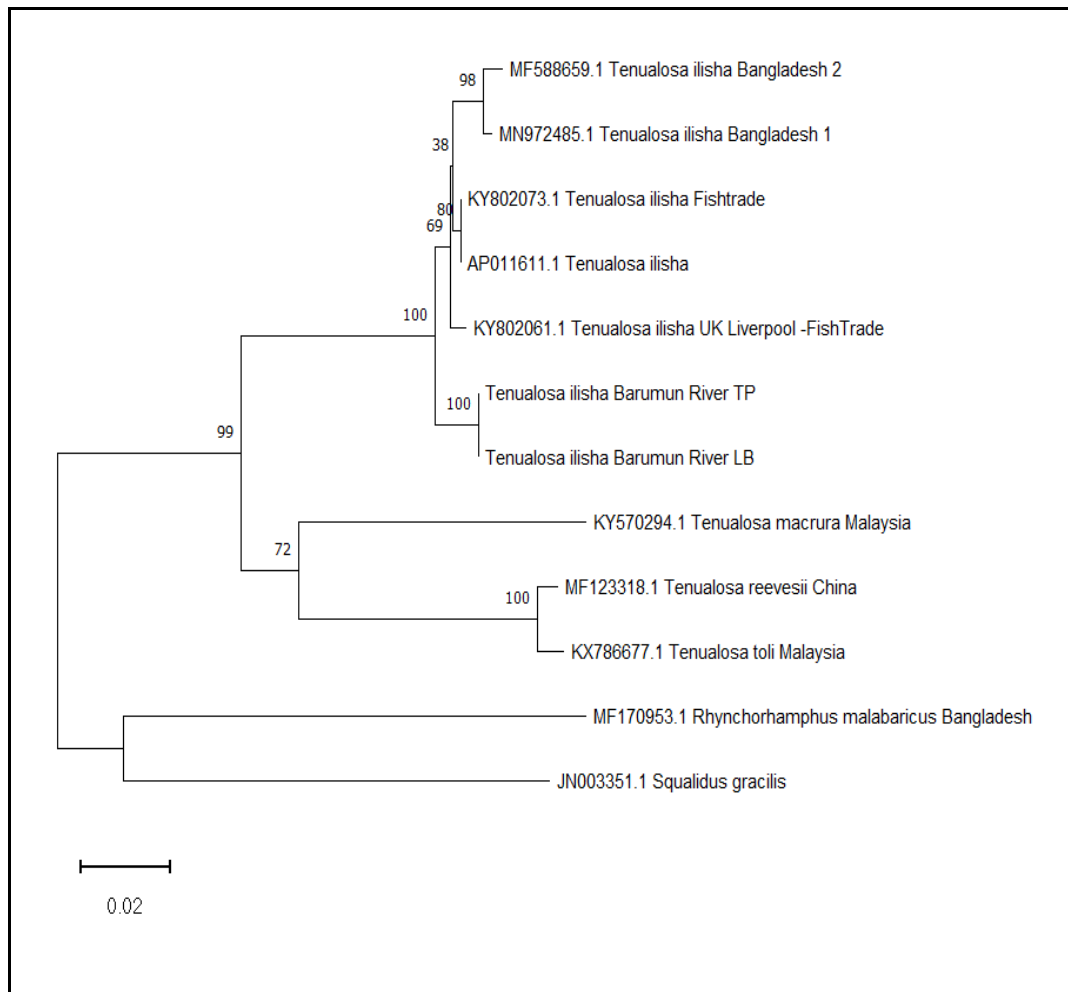 MF588659.1 Tenualosa ilisha Bangladesh 2
98
MN972485.1 Tenualosa ilisha Bangladesh 1
38
KY802073.1 Tenualosa ilisha Fishtrade
80
69
AP011611.1 Tenualosa ilisha
100
KY802061.1 Tenualosa ilisha UK Liverpool -FishTrade
Tenualosa ilisha Barumun River TP
100
99
Tenualosa ilisha Barumun River LB
KY570294.1 Tenualosa macrura Malaysia
72
MF123318.1 Tenualosa reevesii China
100
KX786677.1 Tenualosa toli Malaysia
MF170953.1 Rhynchorhamphus malabaricus Bangladesh
JN003351.1 Squalidus gracilis
0.02